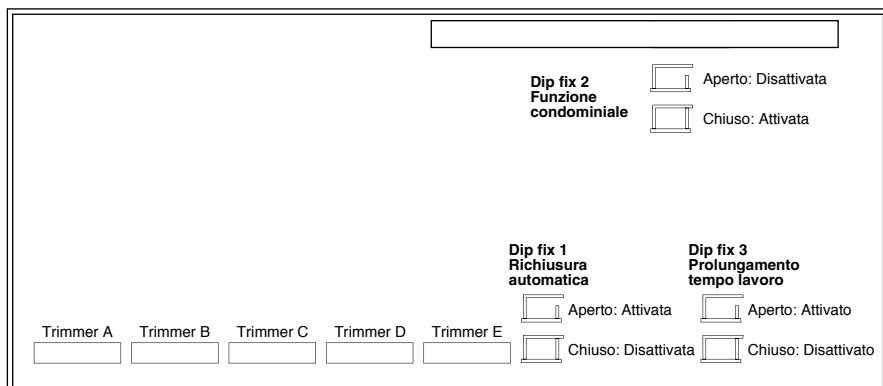 Dip fix 2
Funzione
condominiale
Aperto: Disattivata
Chiuso: Attivata
Dip fix 1
Richiusura
automatica
Aperto: Attivata
Chiuso: Disattivata
Dip fix 3
Prolungamento
tempo lavoro
Aperto: Attivato
Chiuso: Disattivato
Trimmer A
Trimmer B
Trimmer C
Trimmer D
Trimmer E